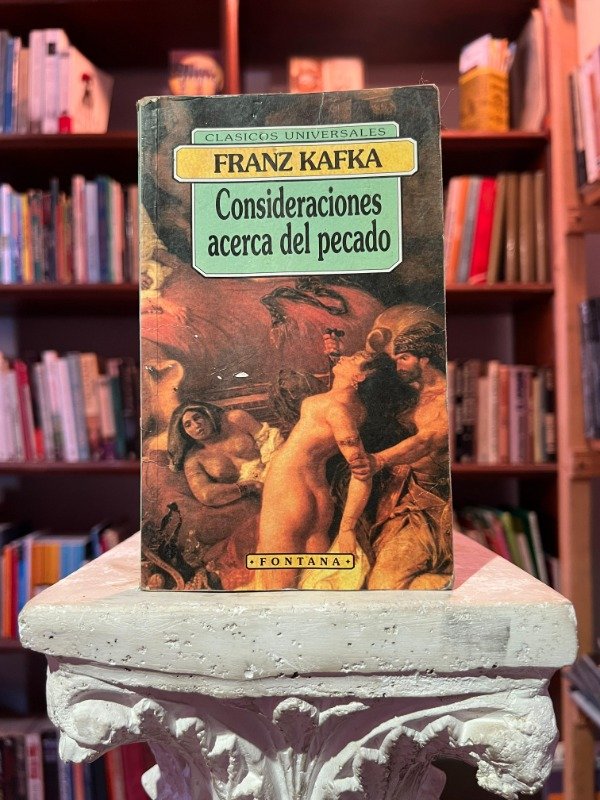 CLASICOS UNIVERSALES
FRANZ KAFKA
Consideraciones
acerca del pecado
FONTANA